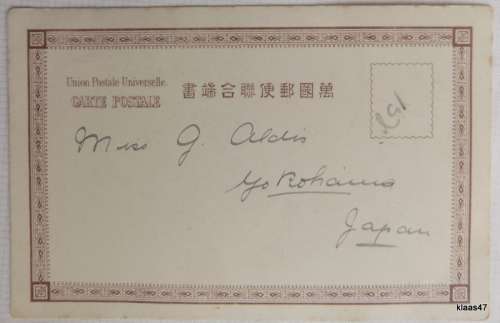 Union Postale Universelle.
CARTE POSTALE
萬國郵便聯合端書
Miss G. Aldis
Yokohama
Japan
klaas47